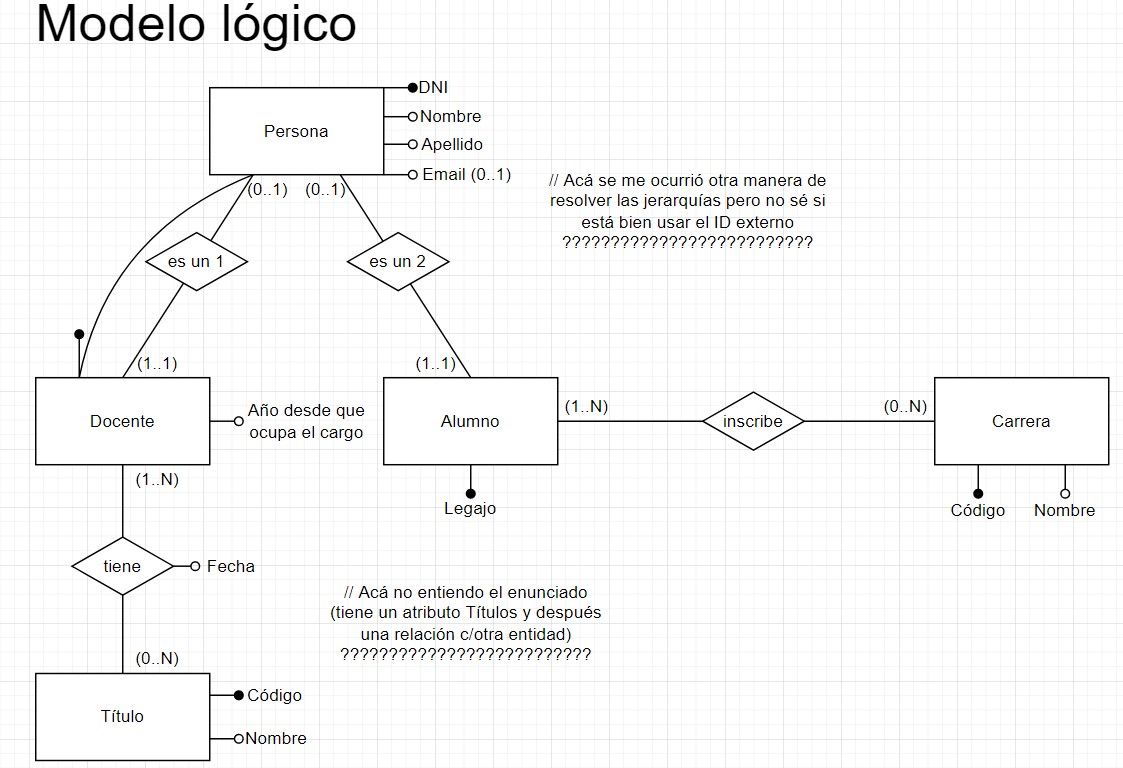 Modelo lógico
DNI
Nombre
Persona
Apellido
Email (0..1)
(0..1)
(0..1)
// Acá se me ocurrió otra manera de
resolver las jerarquías pero no sé si
está bien usar el ID externo
??????????????????????????
es un 1
es un 2
(1..1)
(1..1)
Docente
Año desde que
ocupa el cargo
Alumno
(1..N)
inscribe
(0..N)
Carrera
(1..N)
Legajo
Código
Nombre
tiene
Fecha
// Acá no entiendo el enunciado
(tiene un atributo Títulos y después
una relación c/otra entidad)
??????????????????????????
(0..N)
Título
Código
Nombre